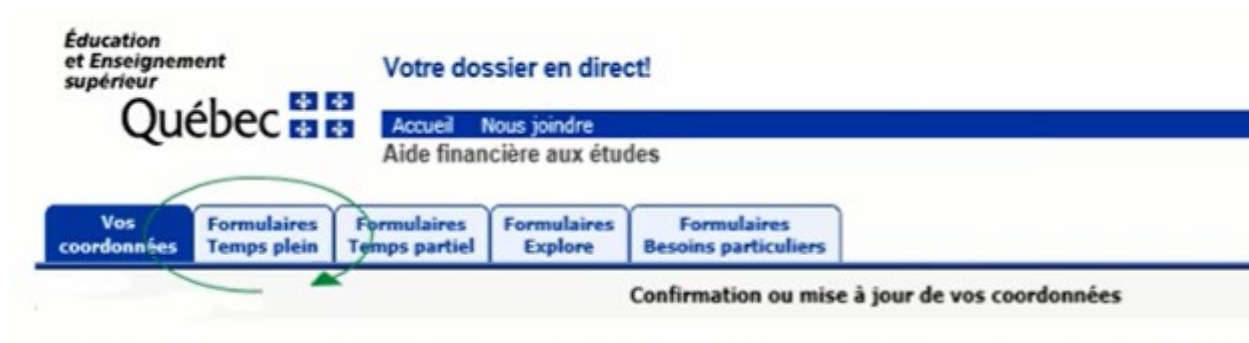 Éducation
et Enseignement
supérieur
Québec
Votre dossier en direct!
Accueil Nous joindre
Aide financière aux études
Vos
coordonnées
Formulaires
Temps plein
Formulaires
Temps partiel
Formulaires
Explore
Formulaires
Besoins particuliers
Confirmation ou mise à jour de vos coordonnées